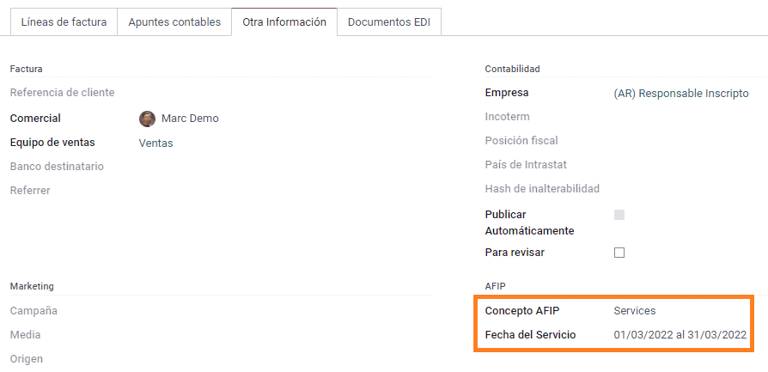 Líneas de factura
Apuntes contables
Otra Información
Documentos EDI
Factura
Referencia de cliente
Comercial Marc Demo
Equipo de ventas Ventas
Banco destinatario
Referrer
Contabilidad
Empresa (AR) Responsable Inscripto
Incoterm
Posición fiscal
País de Intrastat
Hash de inalterabilidad
Publicar
Automáticamente
Para revisar
Marketing
Campaña
Media
Origen
AFIP
Concepto AFIP Services
Fecha del Servicio 01/03/2022 al 31/03/2022